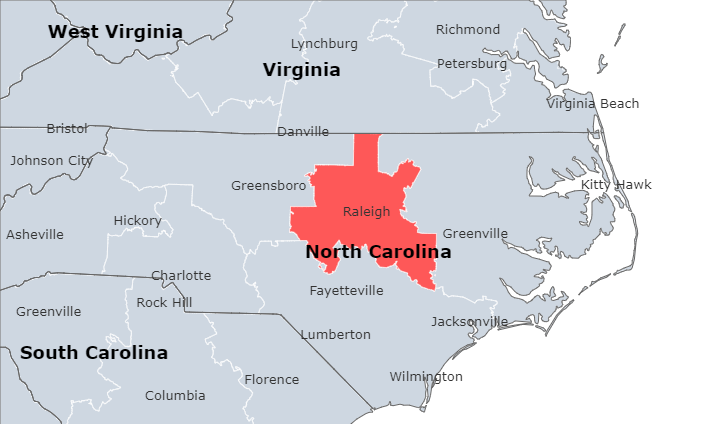 West Virginia
Richmond
Lynchburg
Virginia
Petersburg
Virginia Beach
Bristol
Danville
Johnson City
Greensboro
Kitty Hawk
Raleigh
Hickory
Asheville
Greenville
North Carolina
Charlotte
Fayetteville
Rock Hill
Greenville
Jacksonville
Lumberton
South Carolina
Wilmington
Florence
Columbia